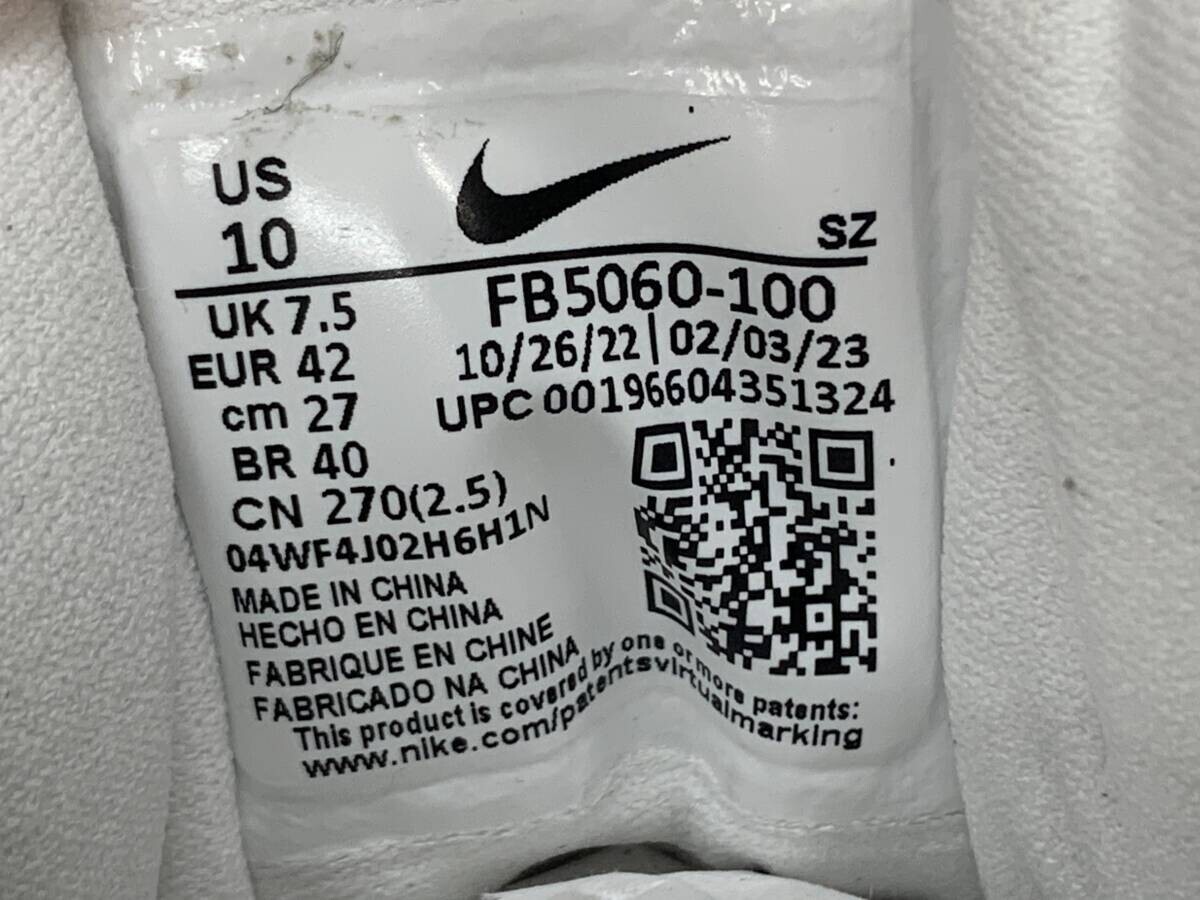 US
10
SZ
UK 7.5
EUR 42
cm 27
BR 40
CN 270(2.5)
FB5060-100
10/26/22|02/03/23
UPC 00196604351324
04WF4J02H6H1N
MADE IN CHINA
HECHO EN CHINA
FABRIQUE EN CHINE
FABRICADO NA CHINA
This product is covered by one or more patents:
www.nike.com/patentsvirtualmarking